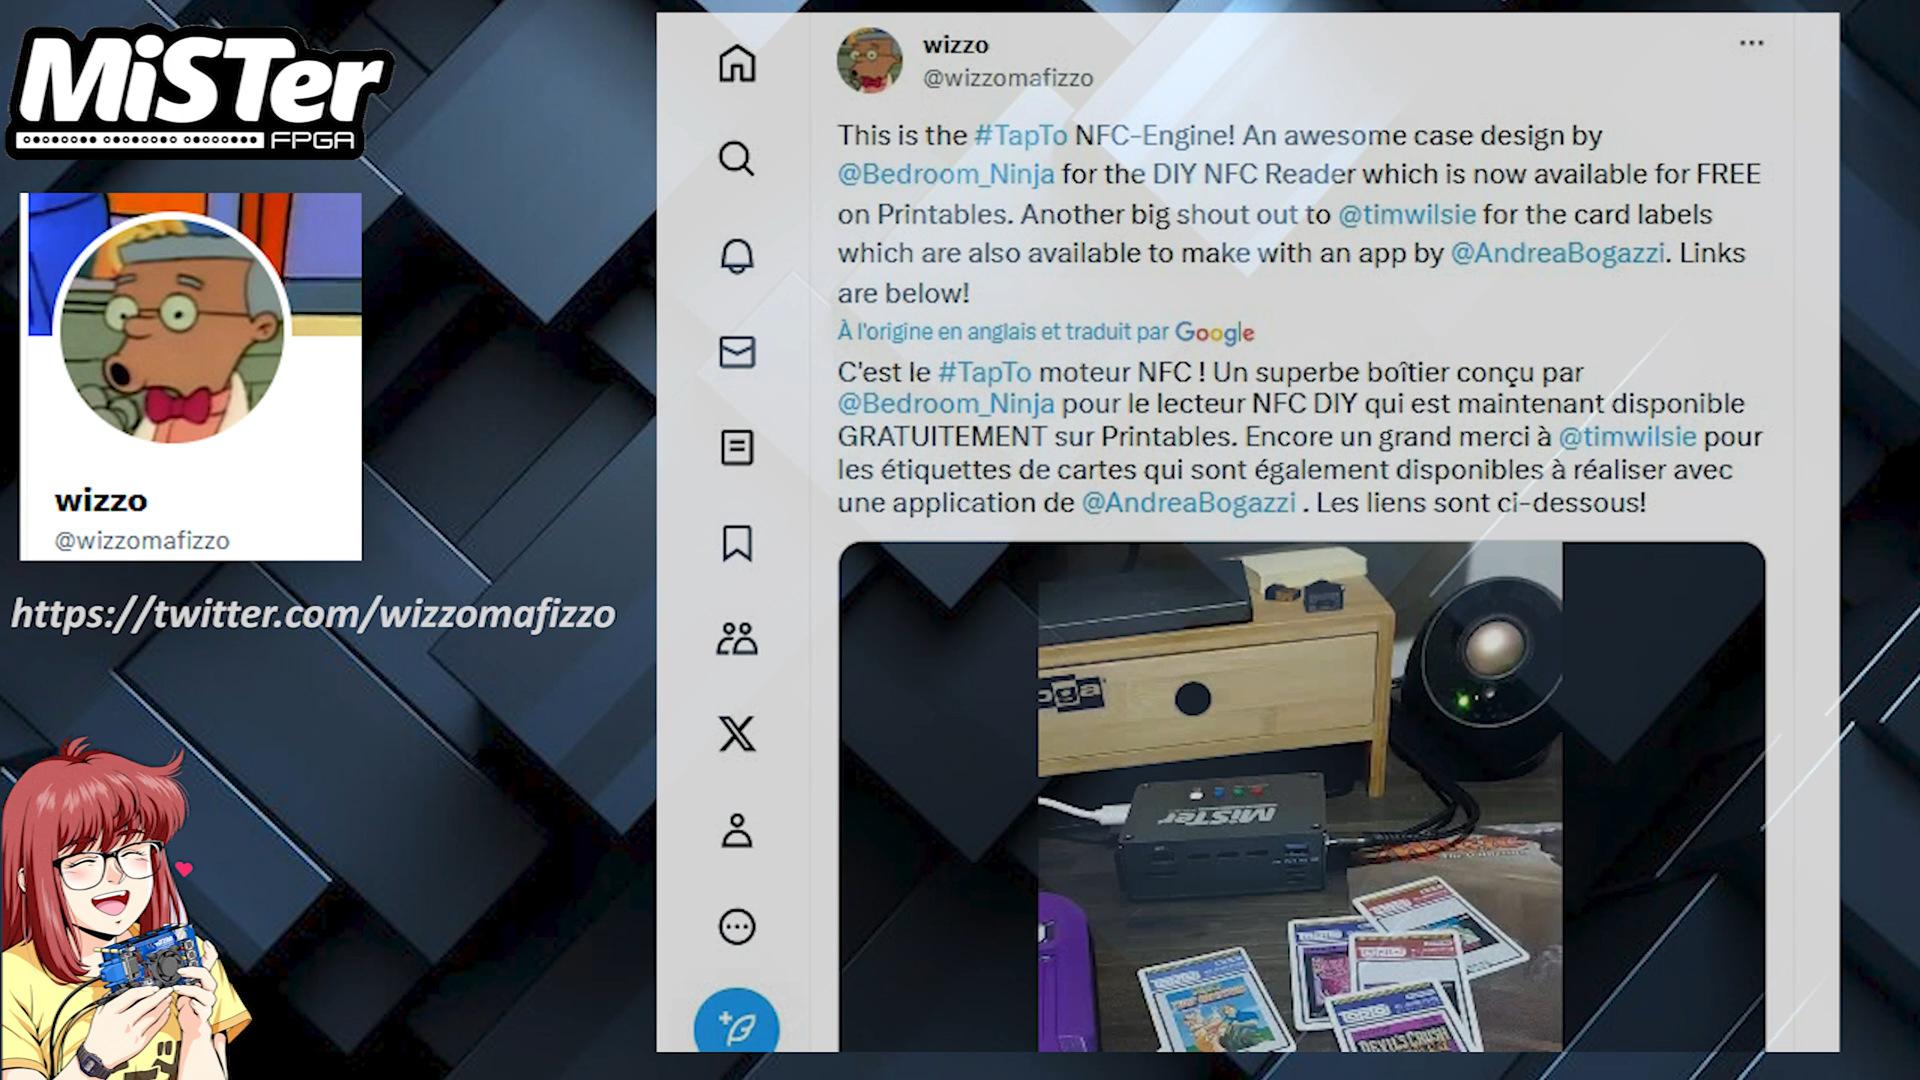 MiSTer
FPGA
wizzo
@wizzomafizzo
https://twitter.com/wizzomafizzo
wizzo
@wizzomafizzo
This is the #TapTo NFC-Engine! An awesome case design by
@Bedroom_Ninja for the DIY NFC Reader which is now available for FREE
on Printables. Another big shout out to @timwilsie for the card labels
which are also available to make with an app by @AndreaBogazzi. Links
are below!
À l'origine en anglais et traduit par Google
C'est le #TapTo moteur NFC ! Un superbe boîtier conçu par
@Bedroom_Ninja pour le lecteur NFC DIY qui est maintenant disponible
GRATUITEMENT sur Printables. Encore un grand merci à @timwilsie pour
les étiquettes de cartes qui sont également disponibles à réaliser avec
une application de @AndreaBogazzi . Les liens sont ci-dessous!
MiSTer